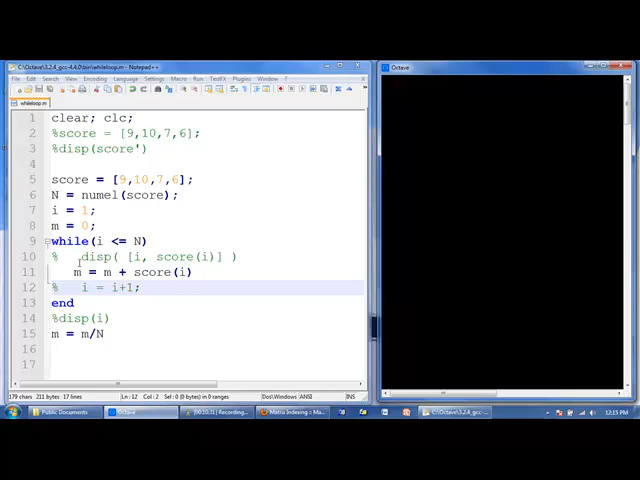 C:\Octave\3.2.4_gcc-4.4.0\bin\whileloop.m - Notepad++
File Edit Search View Encoding Language Settings Macro Run TextFX Plugins Window ?
whileloop.m
1 clear; clc;
2 %score = [9,10,7,6];
3 %disp(score')
4
5 score = [9,10,7,6];
6 N = numel(score);
7 i = 1;
8 m = 0;
9 while(i <= N)
10 % disp( [i, score(i)] )
11 m = m + score(i)
12 % i = i+1;
13 end
14 %disp(i)
15 m = m/N
16
17
179 chars 211 bytes 17 lines Ln : 12 Col : 2 Sel : 0 (0 bytes) in 0 ranges Dos\Windows ANSI
Octave
Public Documents
Octave
Recording...
Matrix Indexing = Ma...
C:\Octave\3.2.4_gcc-...
12:15 PM